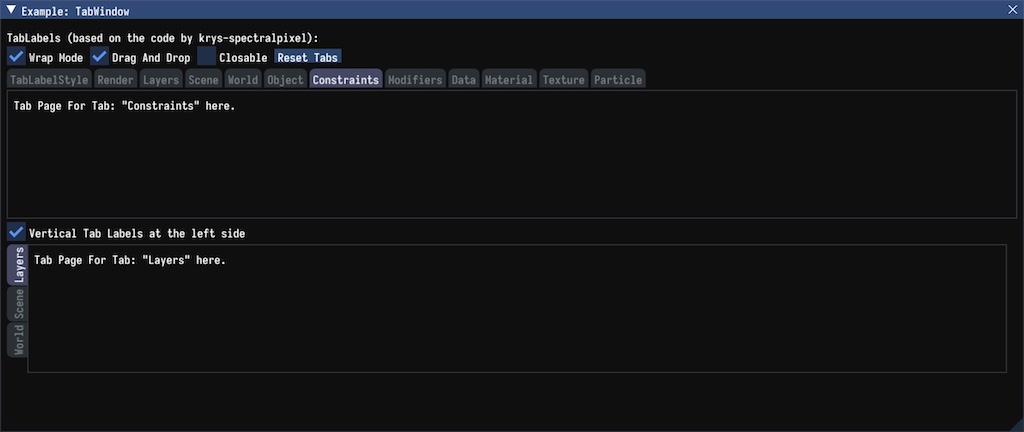 Example: TabWindow
TabLabels (based on the code by krys-spectralpixel):
Wrap Mode Drag And Drop Closable Reset Tabs
TabLabelStyle Render Layers Scene World Object Constraints Modifiers Data Material Texture Particle
Tab Page For Tab: "Constraints" here.
Vertical Tab Labels at the left side
Layers
Tab Page For Tab: "Layers" here.
Scene
World